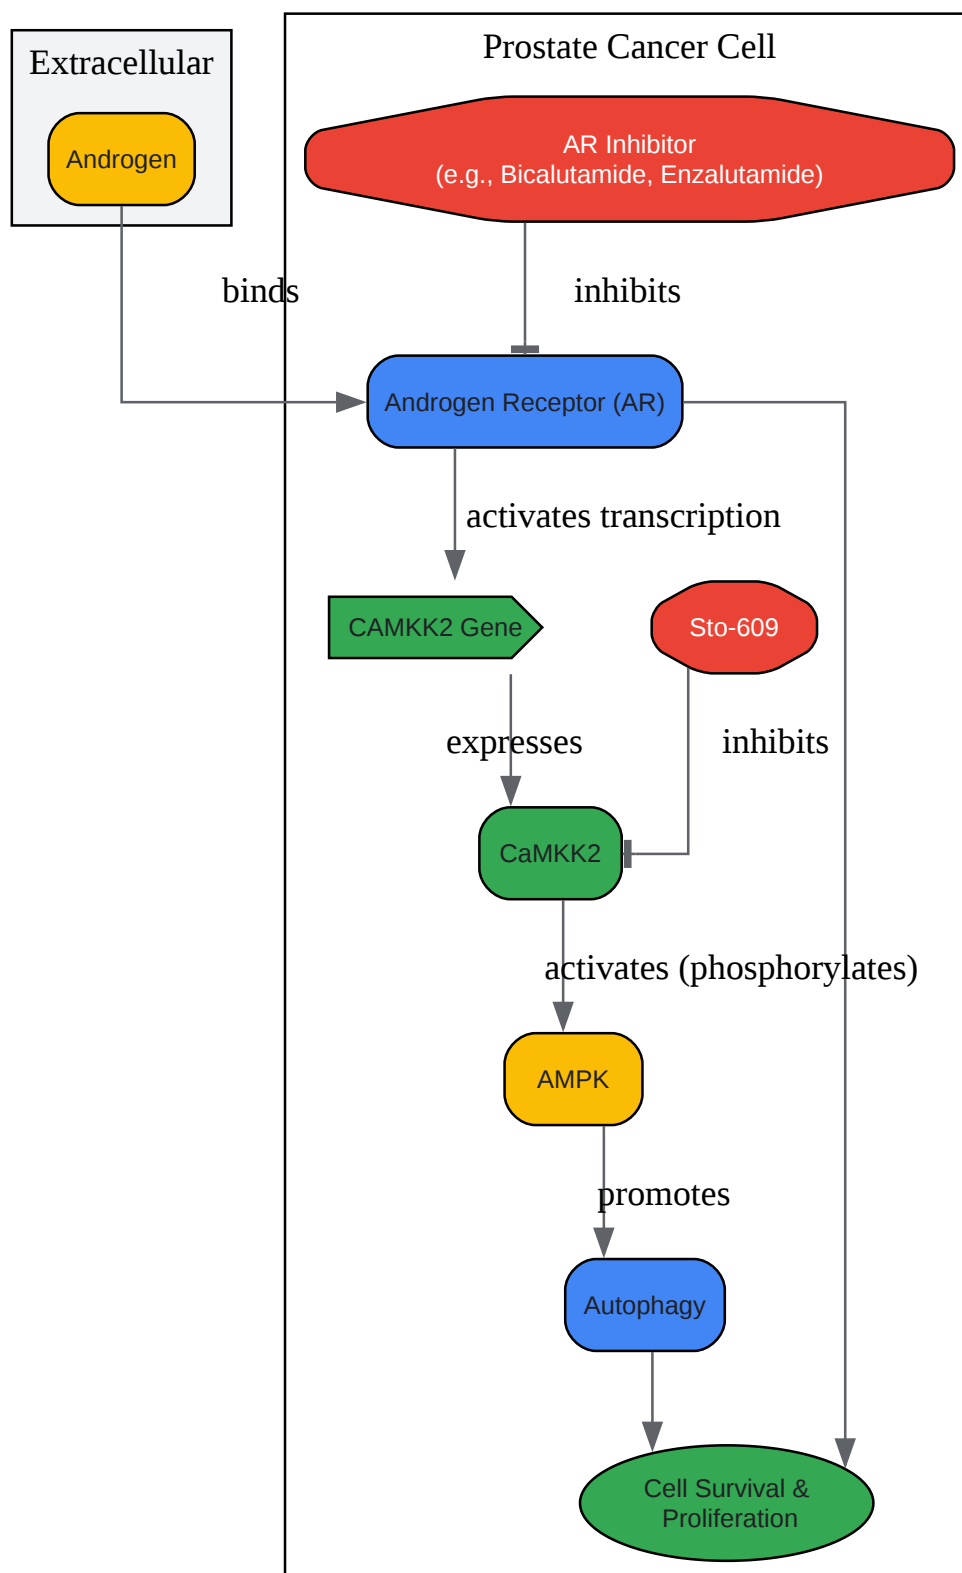 Extracellular
Prostate Cancer Cell
Androgen
AR Inhibitor
(e.g., Bicalutamide, Enzalutamide)
binds
inhibits
Androgen Receptor (AR)
activates transcription
CAMKK2 Gene
Sto-609
expresses
inhibits
CaMKK2
activates (phosphorylates)
AMPK
promotes
Autophagy
Cell Survival &
Proliferation